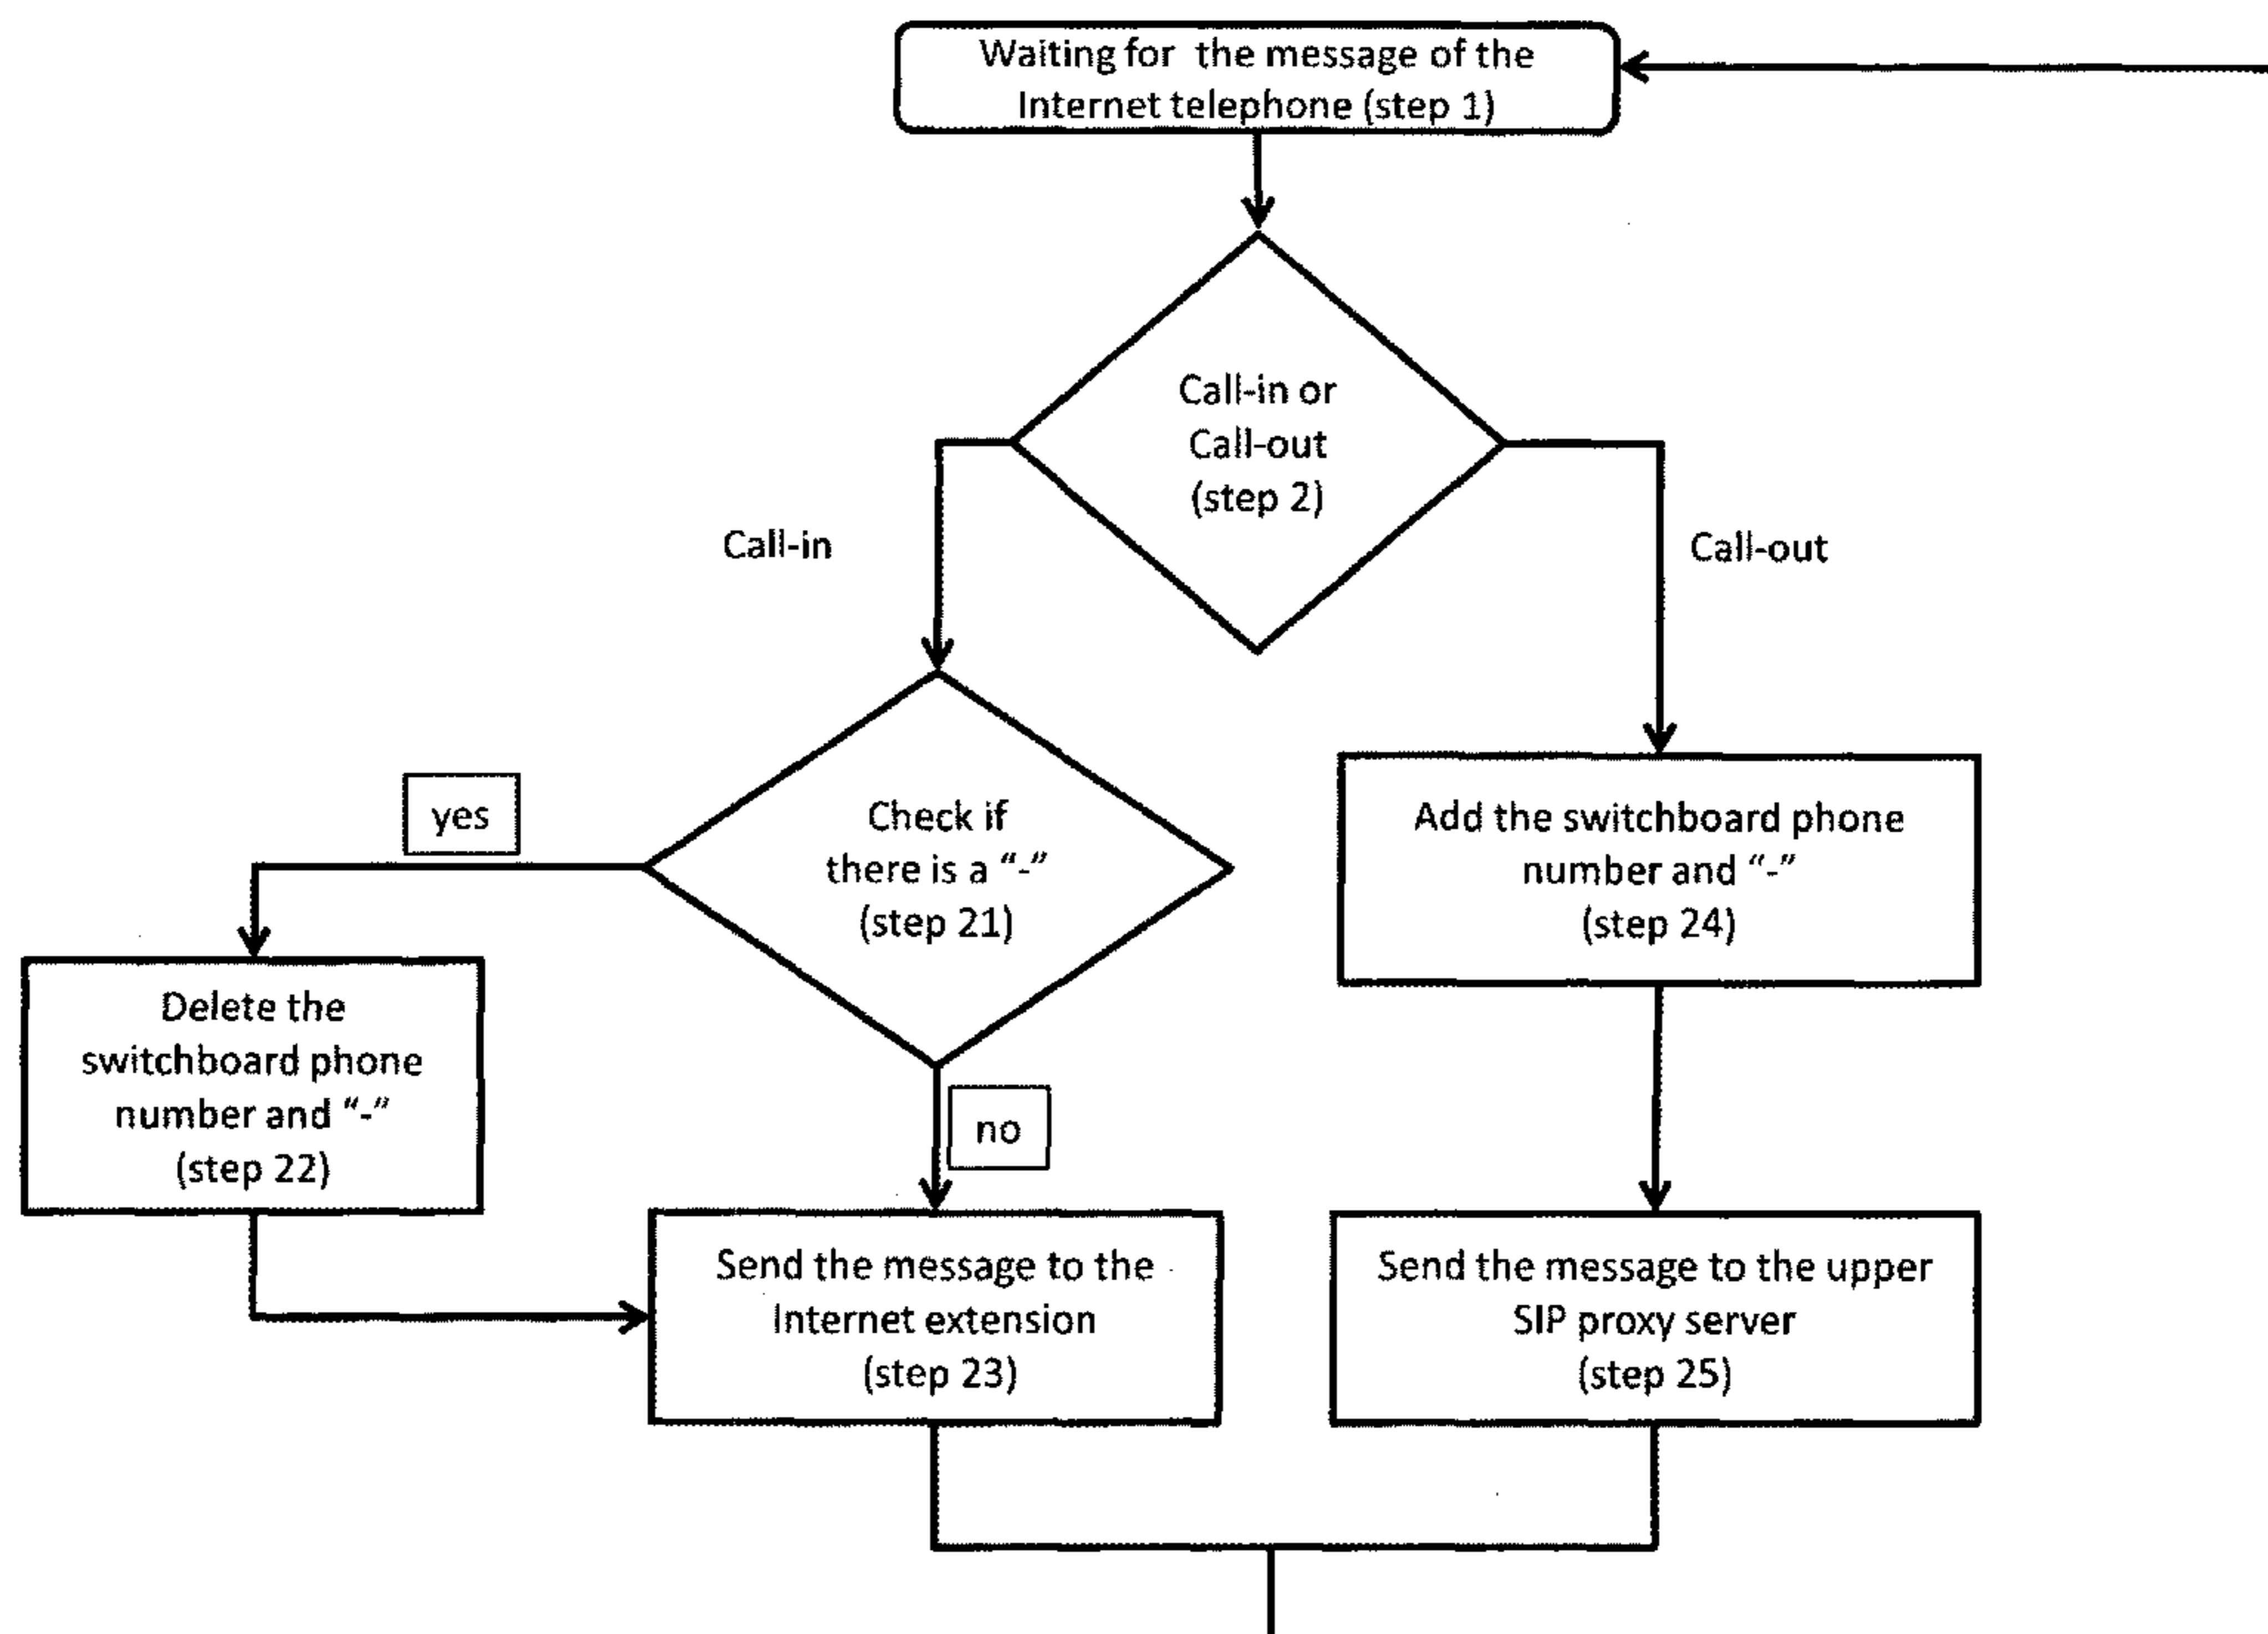 Waiting for the message of the
Internet telephone (step 1)
Call-in or
Call-out
(step 2)
Call-in
Call-out
yes
Check if
there is a “-”
(step 21)
Add the switchboard phone
number and “-”
(step 24)
Delete the
switchboard phone
number and “-”
(step 22)
no
Send the message to the
Internet extension
(step 23)
Send the message to the upper
SIP proxy server
(step 25)